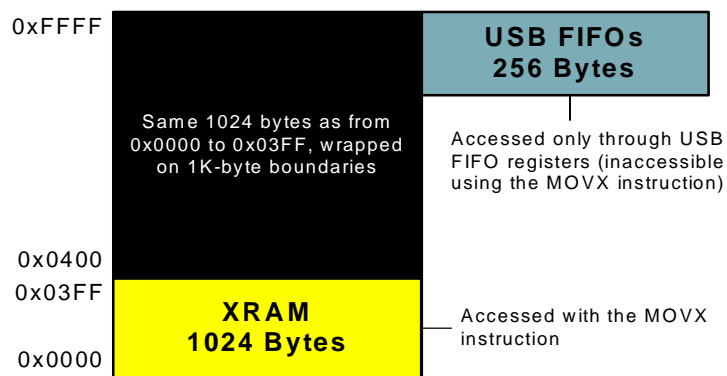 0xFFFF
USB FIFOs
256 Bytes
Same 1024 bytes as from
0x0000 to 0x03FF, wrapped
on 1K-byte boundaries
Accessed only through USB
FIFO registers (inaccessible
using the MOVX instruction)
0x0400
0x03FF
XRAM
1024 Bytes
Accessed with the MOVX
instruction
0x0000